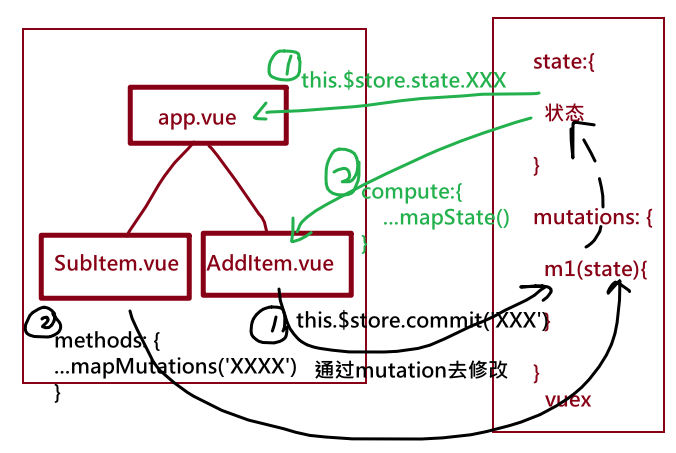 ①
this.$store.state.XXX
app.vue
②
compute:{
...mapState()
}
SubItem.vue
AddItem.vue
①
this.$store.commit('XXX')
②
methods: {
...mapMutations('XXXX')
}
通过mutation去修改
state:{
状态
}
mutations: {
m1(state){
}
}
vuex